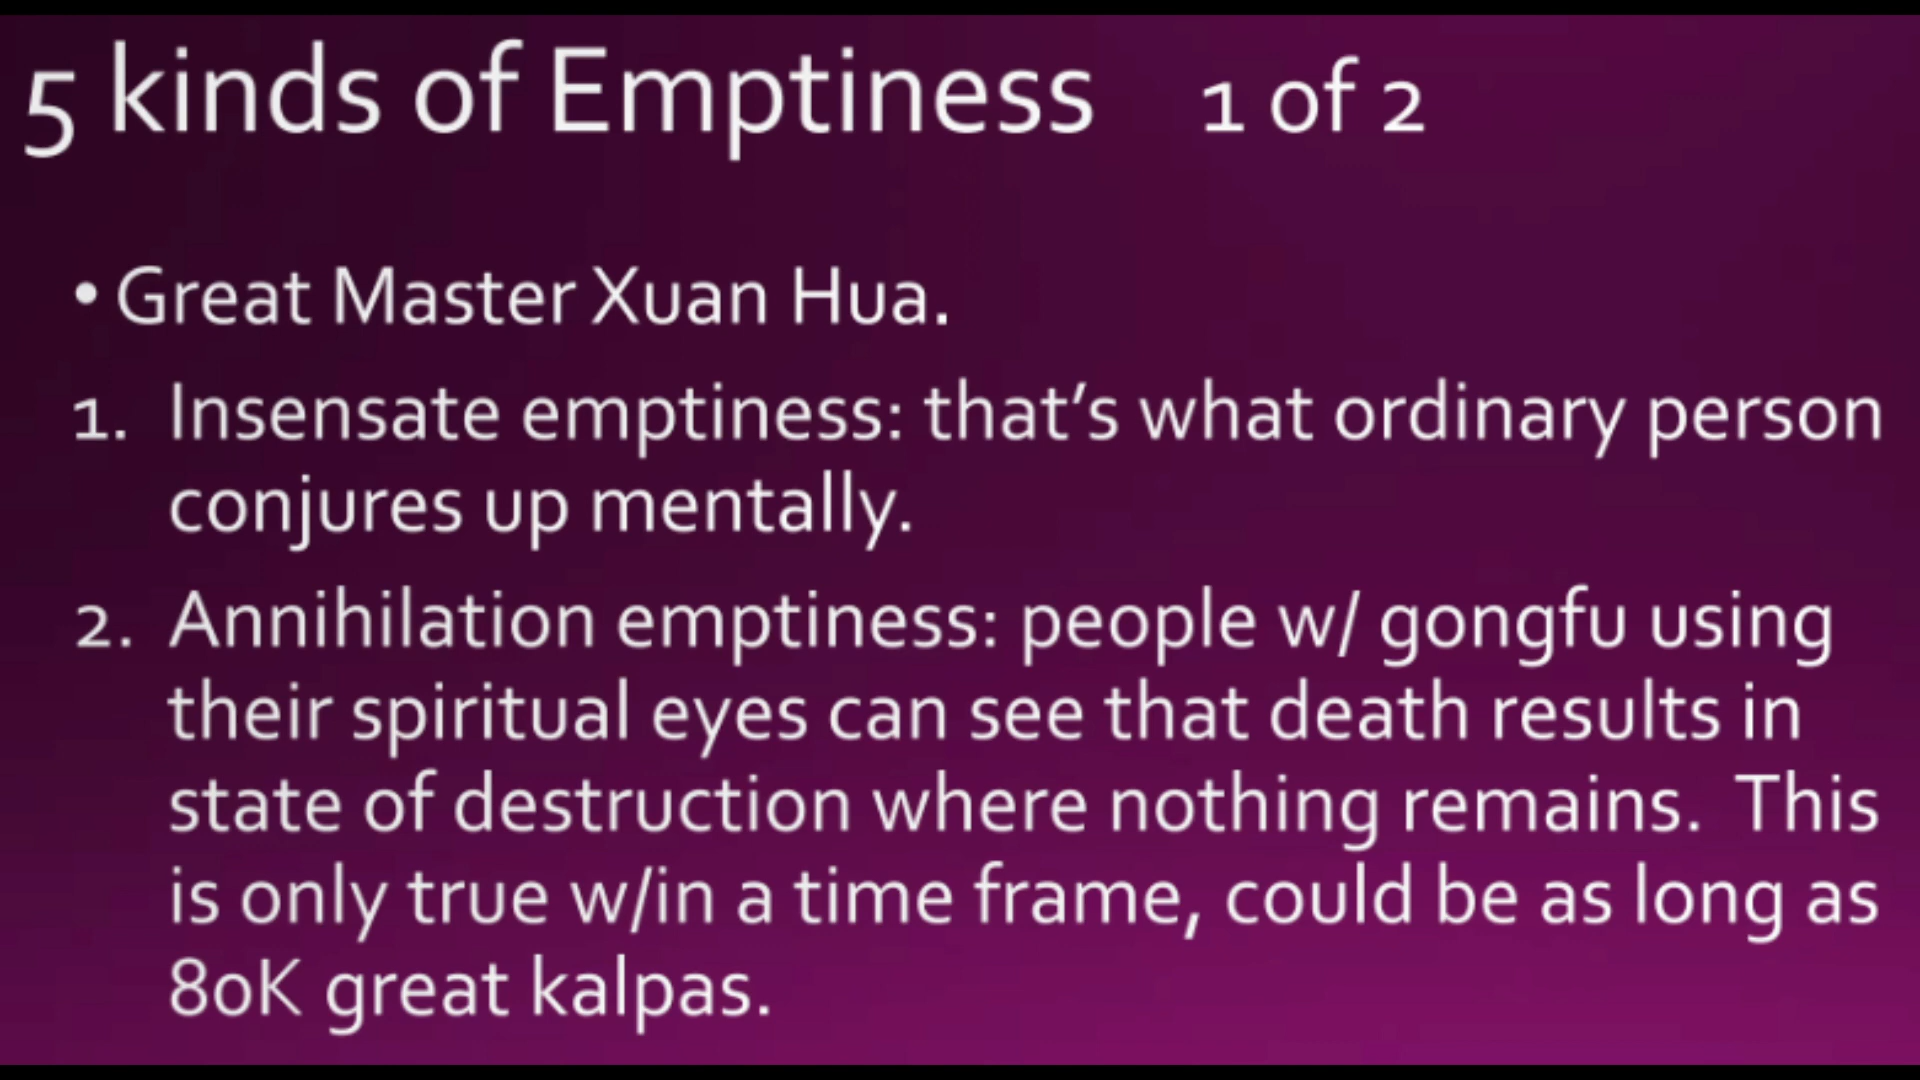 5 kinds of Emptiness 1 of 2
• Great Master Xuan Hua.
1. Insensate emptiness: that’s what ordinary person
conjures up mentally.
2. Annihilation emptiness: people w/ gongfu using
their spiritual eyes can see that death results in
state of destruction where nothing remains. This
is only true w/in a time frame, could be as long as
80K great kalpas.